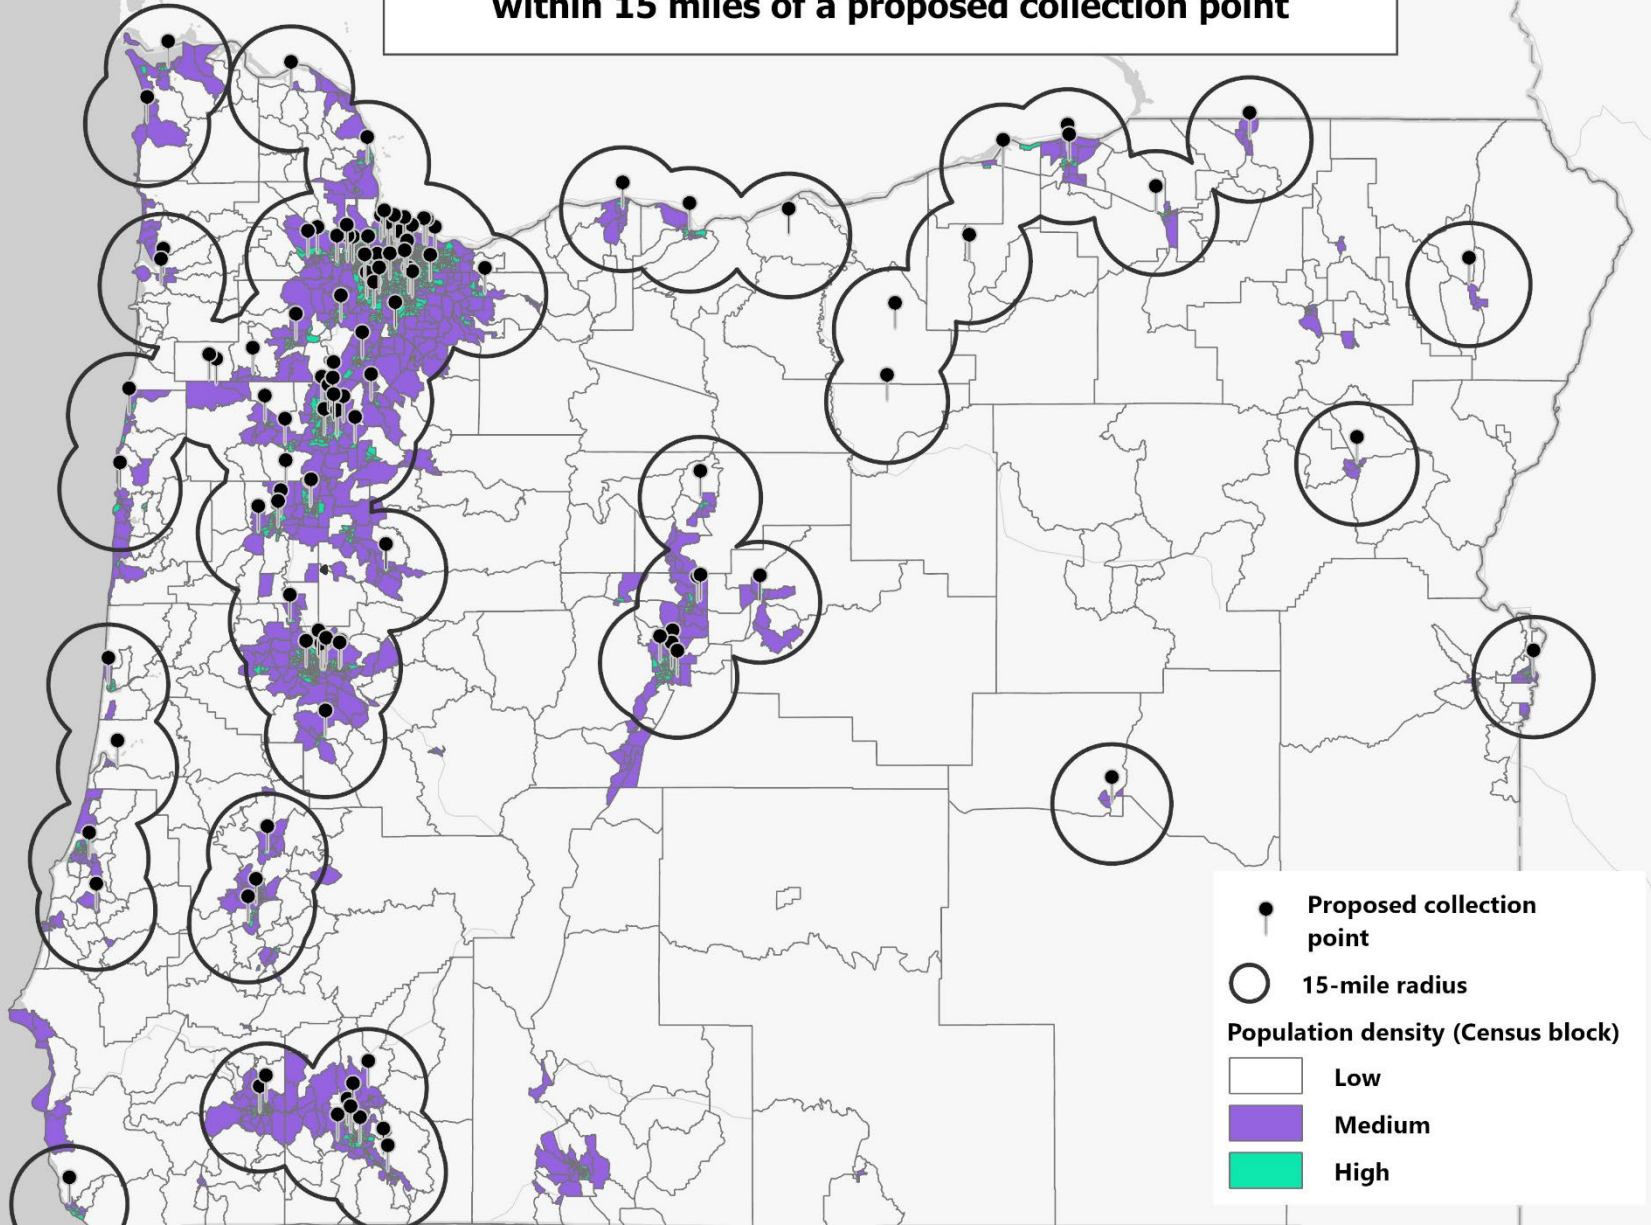 within 15 miles of a proposed collection point
Proposed collection
point
15-mile radius
Population density (Census block)
Low
Medium
High